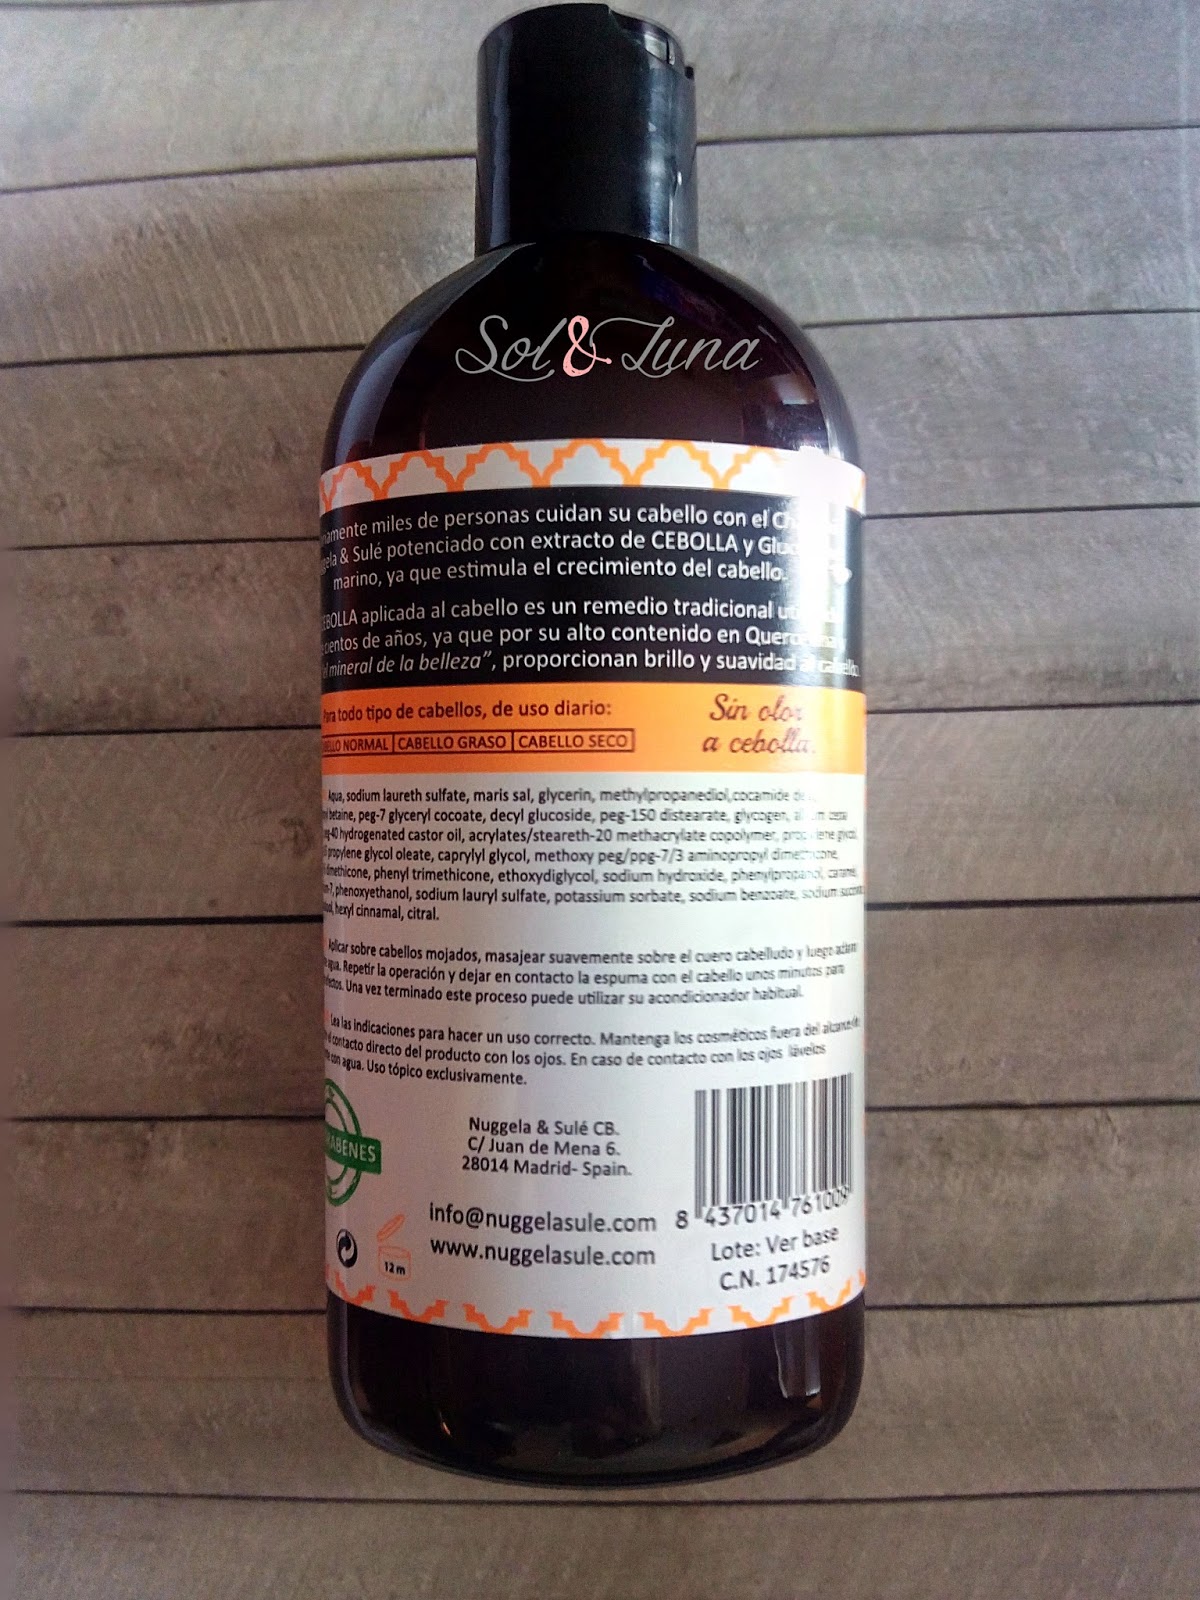 Sol & Luna
miles de personas cuidan su cabello con el
& Sulé potenciado con extracto de CEBOLLA y
marino, ya que estimula el crecimiento del cabello.
aplicada al cabello es un remedio tradicional
de años, ya que por su alto contenido en
mineral de la belleza", proporcionan brillo y suavidad
todo tipo de cabellos, de uso diario:
Sin olor
NORMAL CABELLO GRASO CABELLO SECO
a cebolla.
Aqua, sodium laureth sulfate, maris sal, glycerin, methylpropanediol,cocamide
betaine, peg-7 glyceryl cocoate, decyl glucoside, peg-150 distearate, glycogen,
hydrogenated castor oil, acrylates/steareth-20 methacrylate copolymer,
propylene glycol oleate, caprylyl glycol, methoxy peg/ppg-7/3 aminopropyl
dimethicone, phenyl trimethicone, ethoxydiglycol, sodium hydroxide, phenylpropanol,
phenoxyethanol, sodium lauryl sulfate, potassium sorbate, sodium benzoate, sodium
hexyl cinnamal, citral.
Aplicar sobre cabellos mojados, masajear suavemente sobre el cuero cabelludo y luego
agua. Repetir la operación y dejar en contacto la espuma con el cabello unos minutos para
Una vez terminado este proceso puede utilizar su acondicionador habitual.
Lea las indicaciones para hacer un uso correcto. Mantenga los cosméticos fuera del
contacto directo del producto con los ojos. En caso de contacto con los ojos lávelos
con agua. Uso tópico exclusivamente.
Nuggela & Sulé CB.
C/ Juan de Mena 6.
28014 Madrid- Spain.
info@nuggelasule.com
www.nuggelasule.com
12 m
8 437014 761009
Lote: Ver base
C.N. 174576